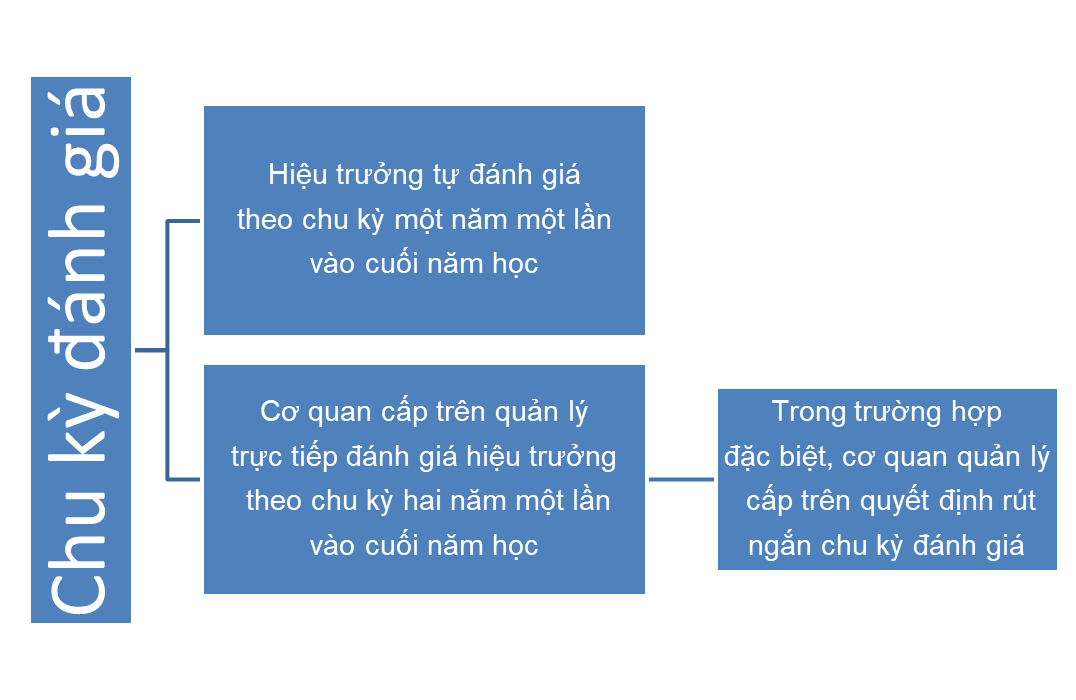 Chu kỳ đánh giá
Hiệu trưởng tự đánh giá
theo chu kỳ một năm một lần
vào cuối năm học
Cơ quan cấp trên quản lý
trực tiếp đánh giá hiệu trưởng
theo chu kỳ hai năm một lần
vào cuối năm học
Trong trường hợp
đặc biệt, cơ quan quản lý
cấp trên quyết định rút
ngắn chu kỳ đánh giá